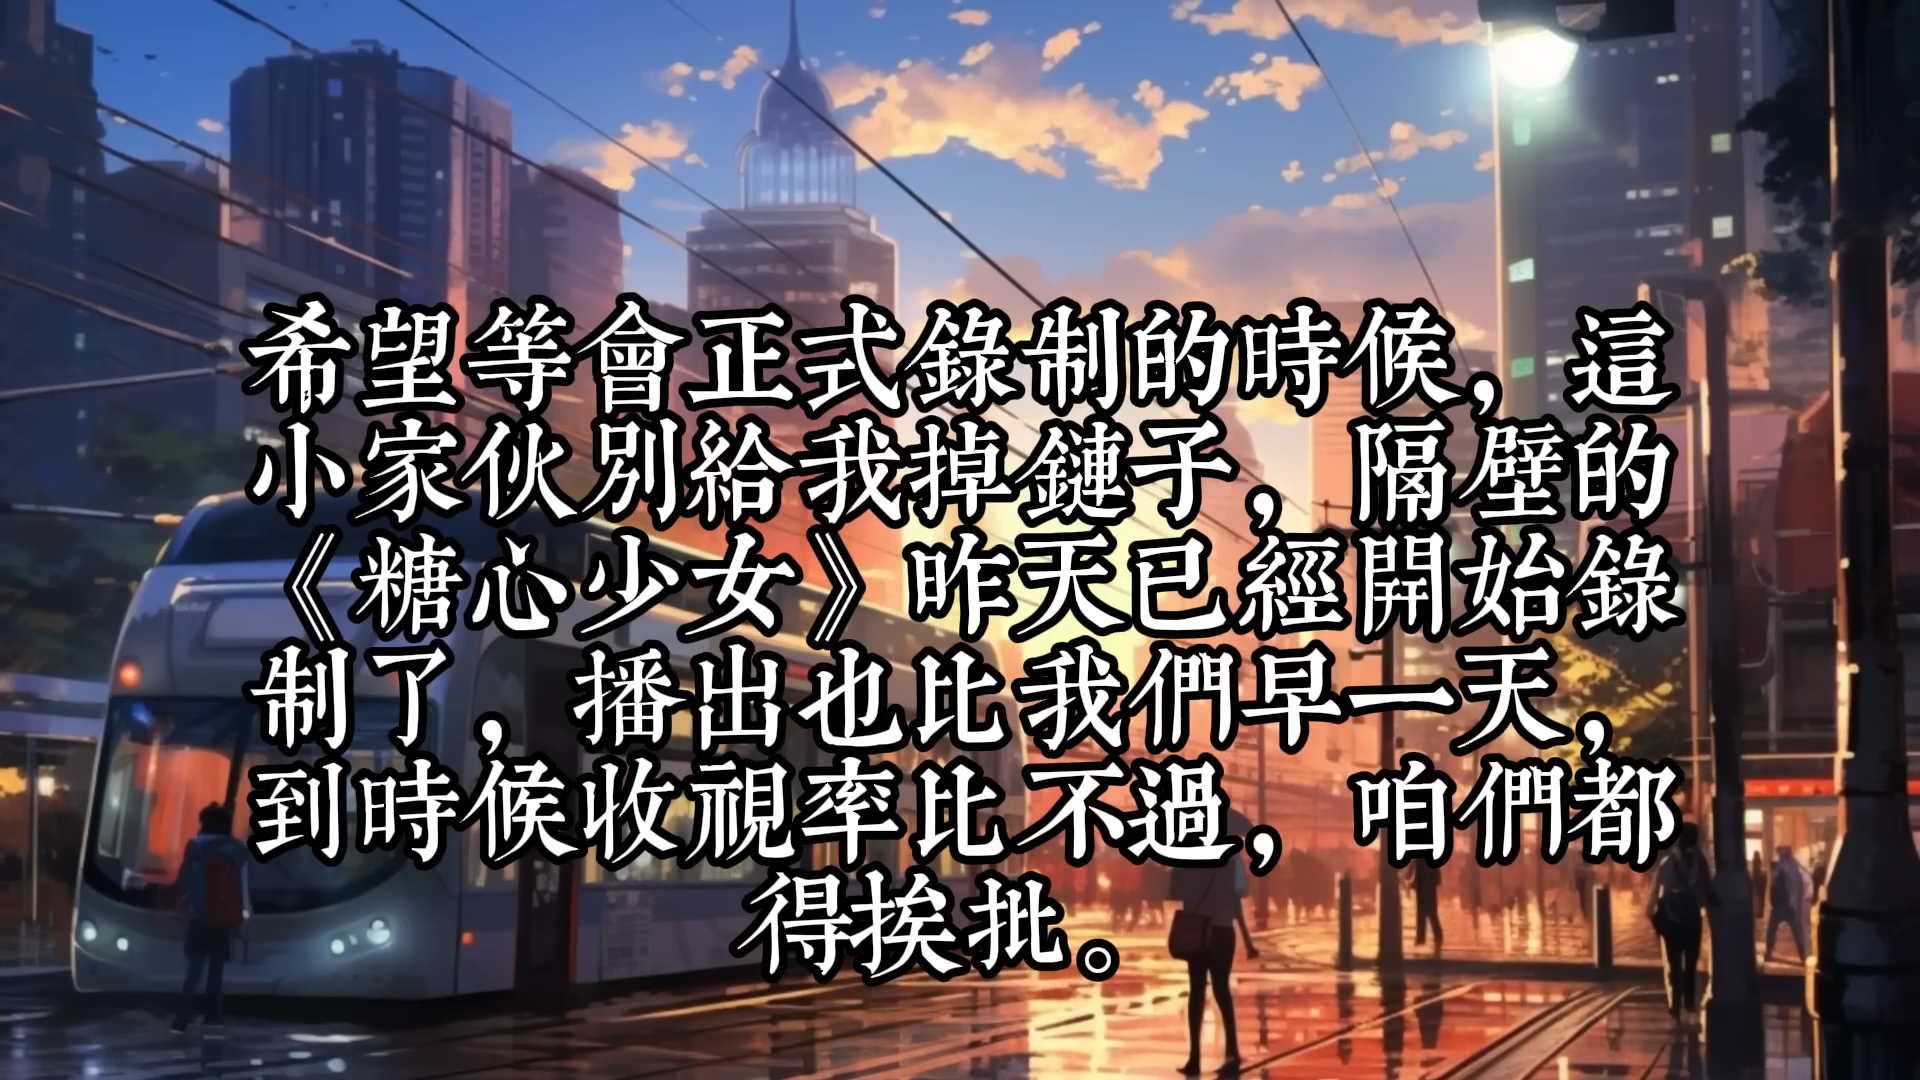 希望等會正式錄制的時候，這
小家伙別給我掉鏈子，隔壁的
《糖心少女》昨天已經開始錄
制了，播出也比我們早一天，
到時候收視率比不過，咱們都
得挨批。